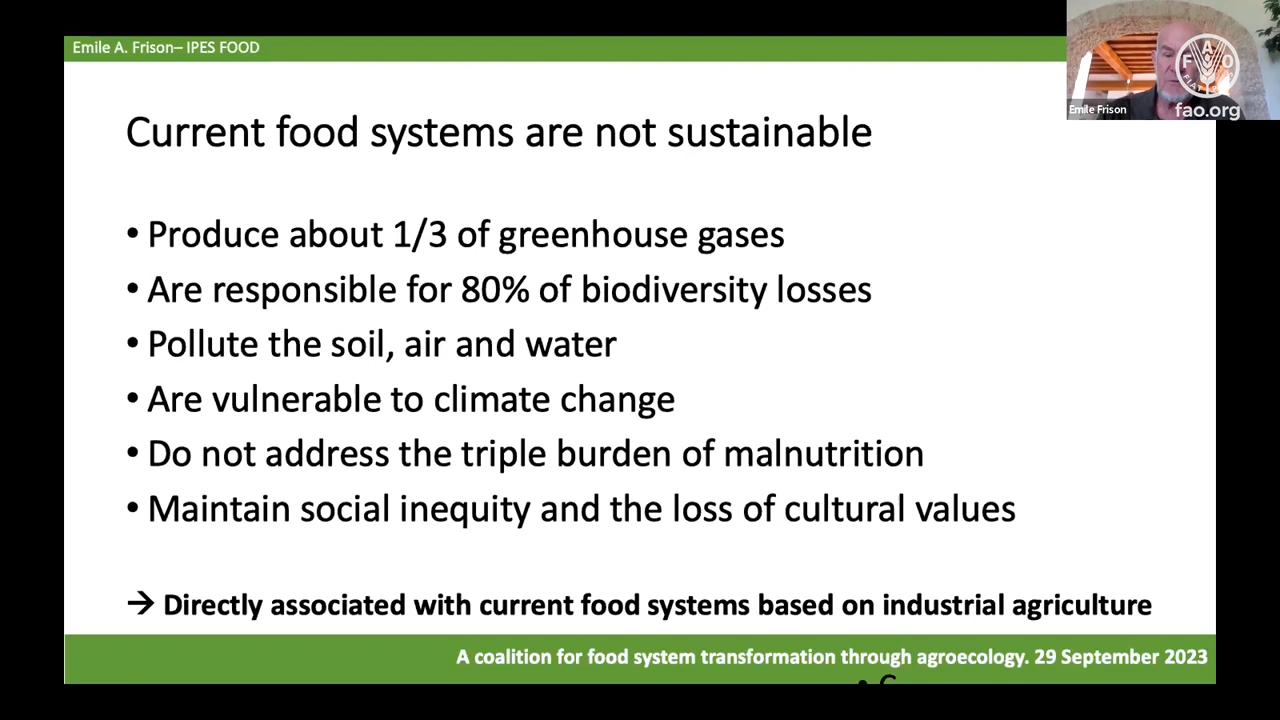 Emile A. Frison– IPES FOOD
Emile Frison
F A O
FIAT
fao.org
Current food systems are not sustainable
• Produce about 1/3 of greenhouse gases
• Are responsible for 80% of biodiversity losses
• Pollute the soil, air and water
• Are vulnerable to climate change
• Do not address the triple burden of malnutrition
• Maintain social inequity and the loss of cultural values
→ Directly associated with current food systems based on industrial agriculture
A coalition for food system transformation through agroecology. 29 September 2023